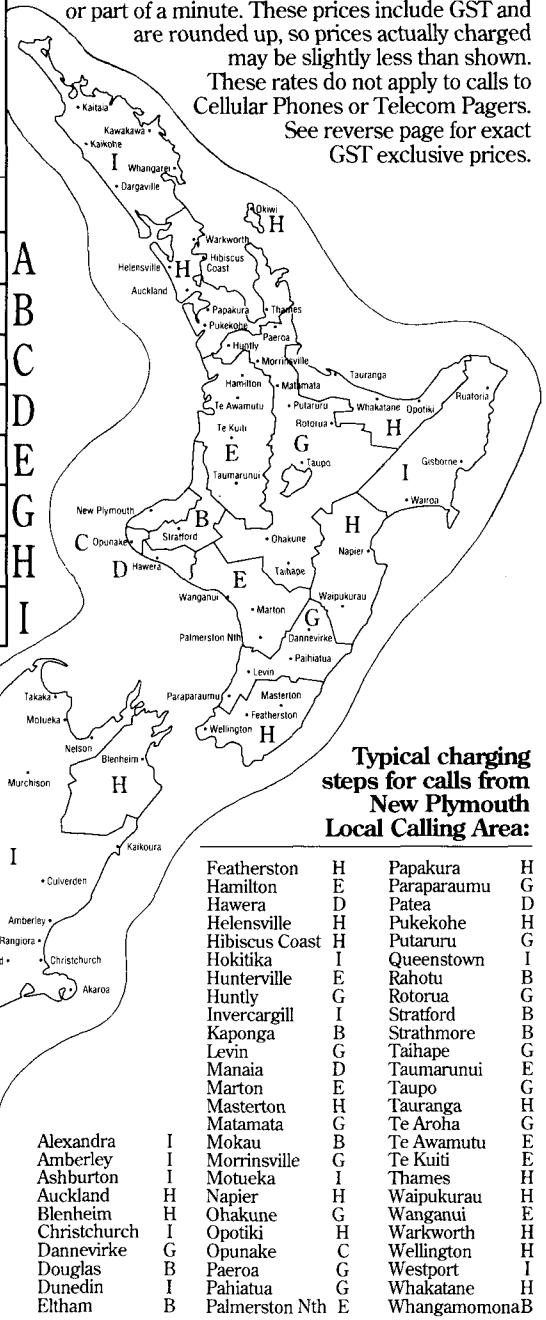 or part of a minute. These prices include GST and
are rounded up, so prices actually charged
may be slightly less than shown.
These rates do not apply to calls to
Cellular Phones or Telecom Pagers.
See reverse page for exact
GST exclusive prices.
A
B
C
D
E
G
H
I
Kaitaia
Kawakawa
Kaikohe
I
Whangarei
Dargaville
Okiwi
H
Warkworth
Hibiscus
Coast
Helensville
H
Auckland
Papakura
Pukekohe
Thames
Paeroa
Huntly
Morrinsville
Tauranga
Hamilton
Matamata
Ruatoria
Te Awamutu
Putaruru
Whakatane
Opotiki
Rotorua
H
Te Kuiti
E
G
Taupo
I
Gisborne
Taumarunui
Wairoa
New Plymouth
B
H
C
Opunake
Stratford
Ohakune
Napier
D
Hawera
Taihape
E
Wanganui
Waipukurau
Marton
G
Palmerston Nth
Dannevirke
Paihiatua
Levin
Takaka
Paraparaumu
Masterton
Motueka
Featherston
Wellington
H
Nelson
Blenheim
Murchison
H
Kaikoura
I
Culverden
Amberley
Rangiora
d
Christchurch
Akaroa
Typical charging
steps for calls from
New Plymouth
Local Calling Area:
Alexandra I
Amberley I
Ashburton I
Auckland H
Blenheim H
Christchurch I
Dannevirke G
Douglas B
Dunedin I
Eltham B
Featherston H
Hamilton E
Hawera D
Helensville H
Hibiscus Coast H
Hokitika I
Hunterville E
Huntly G
Invercargill I
Kaponga B
Levin G
Manaia D
Marton E
Masterton H
Matamata G
Mokau B
Morrinsville G
Motueka I
Napier H
Ohakune G
Opotiki H
Opunake C
Paeroa G
Pahiatua G
Palmerston Nth E
Papakura H
Paraparaumu G
Patea D
Pukekohe H
Putaruru G
Queenstown I
Rahotu B
Rotorua G
Stratford B
Strathmore B
Taihape G
Taumarunui E
Taupo G
Tauranga H
Te Aroha G
Te Awamutu E
Te Kuiti E
Thames H
Waipukurau H
Wanganui E
Warkworth H
Wellington H
Westport I
Whakatane H
Whangamomona B